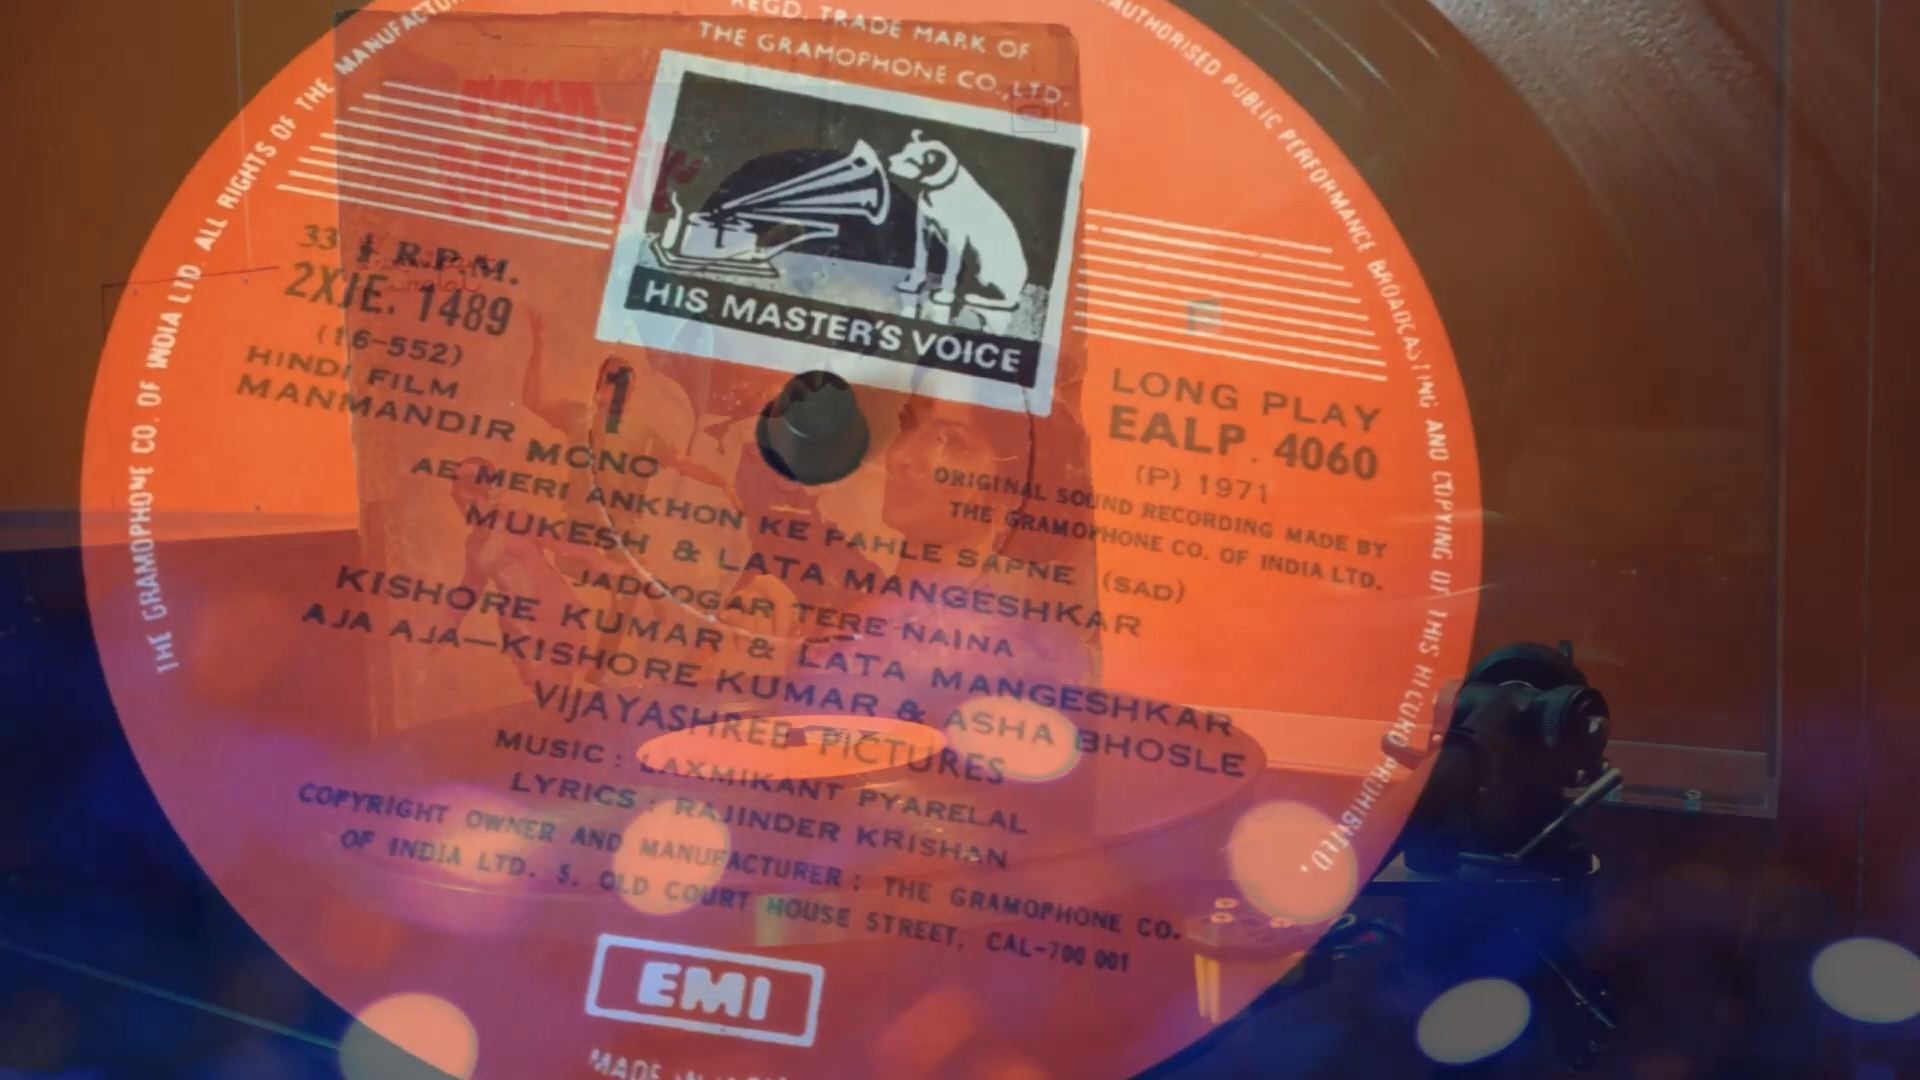 REGD. TRADE MARK OF
THE GRAMOPHONE CO., LTD.
HIS MASTER'S VOICE
33 ⅓ R.P.M.
2XIE. 1489
(16-552)
HINDI FILM
MANMANDIR
1
MONO
LONG PLAY
EALP. 4060
(P) 1971
ORIGINAL SOUND RECORDING MADE BY
THE GRAMOPHONE CO. OF INDIA LTD.
AE MERI ANKHON KE PAHLE SAPNE (SAD)
MUKESH & LATA MANGESHKAR
JADOOGAR TERE NAINA
KISHORE KUMAR & LATA MANGESHKAR
AJA AJA—KISHORE KUMAR & ASHA BHOSLE
VIJAYASHREE PICTURES
MUSIC : LAXMIKANT PYARELAL
LYRICS : RAJINDER KRISHAN
COPYRIGHT OWNER AND MANUFACTURER : THE GRAMOPHONE CO.
OF INDIA LTD. 5, OLD COURT HOUSE STREET, CAL-700 001
EMI
MADE
THE GRAMOPHONE CO. OF INDIA LTD. ALL RIGHTS OF THE
AUTHORISED PUBLIC PERFORMANCE BROADCASTING AND COPYING OF THIS RECORD PROHIBITED.